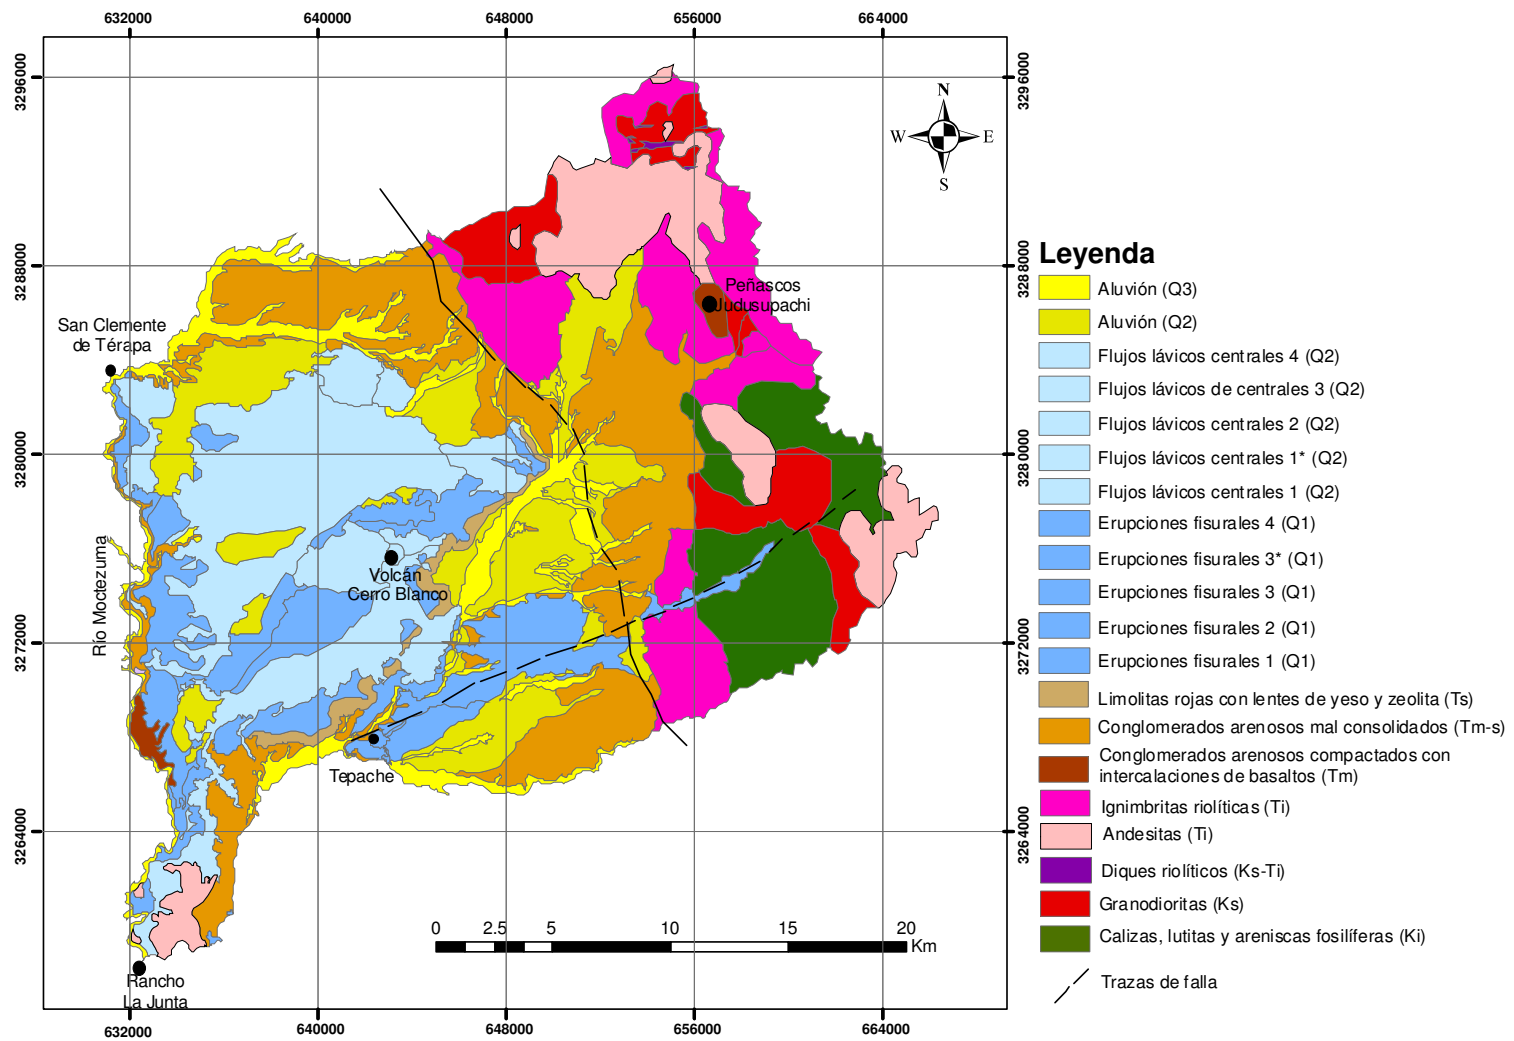 632000
640000
648000
656000
664000
3296000
3296000
N
W
E
S
3288000
3288000
Leyenda
Peñascos
Judusupachi
Aluvión (Q3)
San Clemente
de Térapa
Aluvión (Q2)
Flujos lávicos centrales 4 (Q2)
Flujos lávicos de centrales 3 (Q2)
Flujos lávicos centrales 2 (Q2)
3280000
3280000
Flujos lávicos centrales 1* (Q2)
Flujos lávicos centrales 1 (Q2)
Erupciones fisurales 4 (Q1)
Río Moctezuma
Volcán
Cerro Blanco
Erupciones fisurales 3* (Q1)
Erupciones fisurales 3 (Q1)
3272000
3272000
Erupciones fisurales 2 (Q1)
Erupciones fisurales 1 (Q1)
Limolitas rojas con lentes de yeso y zeolita (Ts)
Conglomerados arenosos mal consolidados (Tm-s)
Conglomerados arenosos compactados con
intercalaciones de basaltos (Tm)
Tepache
Ignimbritas riolíticas (Ti)
3264000
3264000
Andesitas (Ti)
Diques riolíticos (Ks-Ti)
Granodioritas (Ks)
0
2.5
5
10
15
20
Km
Calizas, lutitas y areniscas fosilíferas (Ki)
Rancho
La Junta
Trazas de falla
632000
640000
648000
656000
664000